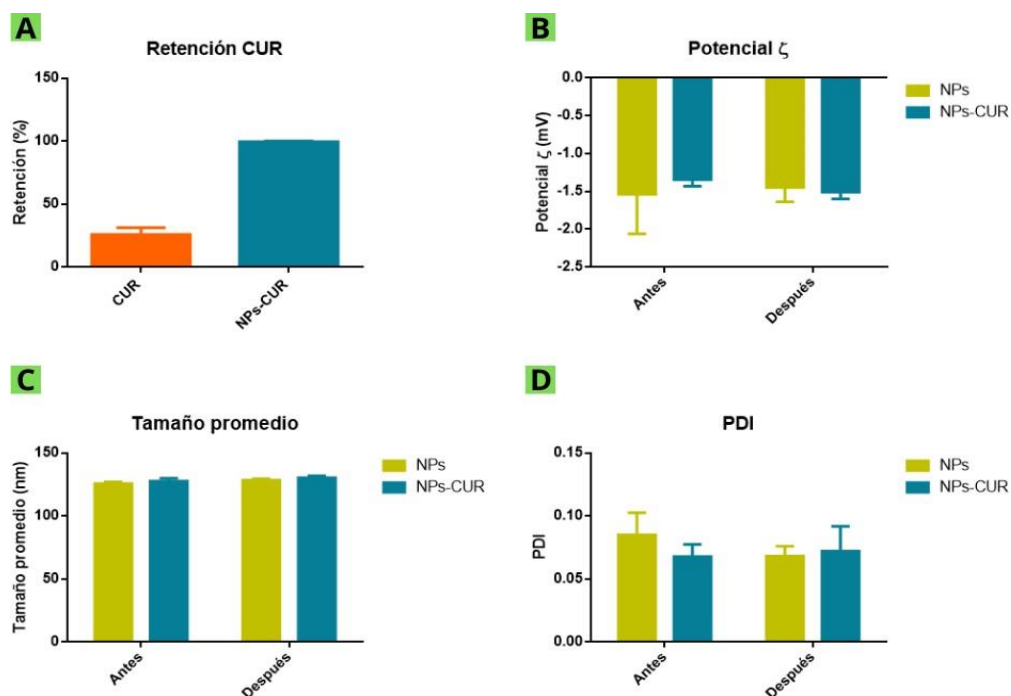 A
Retención CUR
Retención (%)
150
100
50
0
CUR
NPs-CUR
B
Potencial ζ
Potencial ζ (mV)
0.0
-0.5
-1.0
-1.5
-2.0
-2.5
Antes
Después
NPs
NPs-CUR
C
Tamaño promedio
Tamaño promedio (nm)
150
100
50
0
Antes
Después
NPs
NPs-CUR
D
PDI
PDI
0.15
0.10
0.05
0.00
Antes
Después
NPs
NPs-CUR